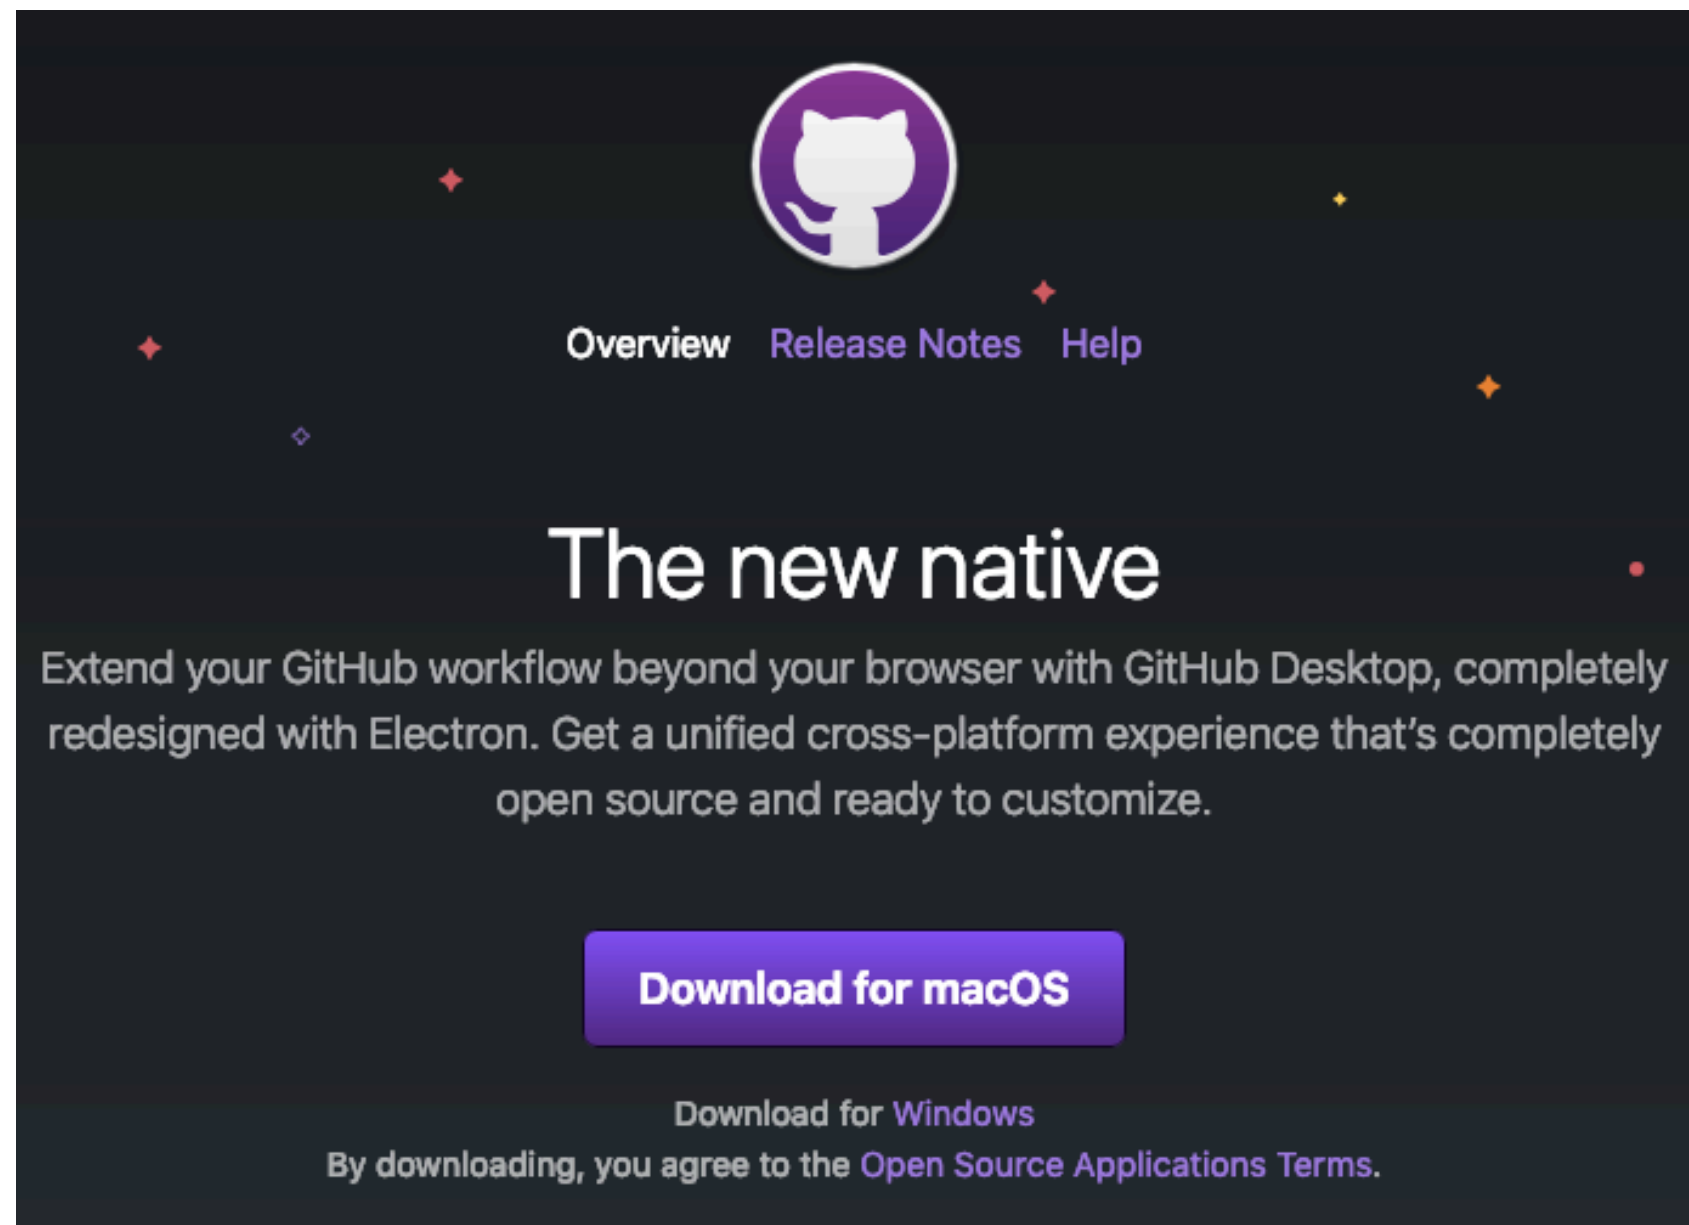 Overview Release Notes Help
The new native
Extend your GitHub workflow beyond your browser with GitHub Desktop, completely
redesigned with Electron. Get a unified cross-platform experience that’s completely
open source and ready to customize.
Download for macOS
Download for Windows
By downloading, you agree to the Open Source Applications Terms.